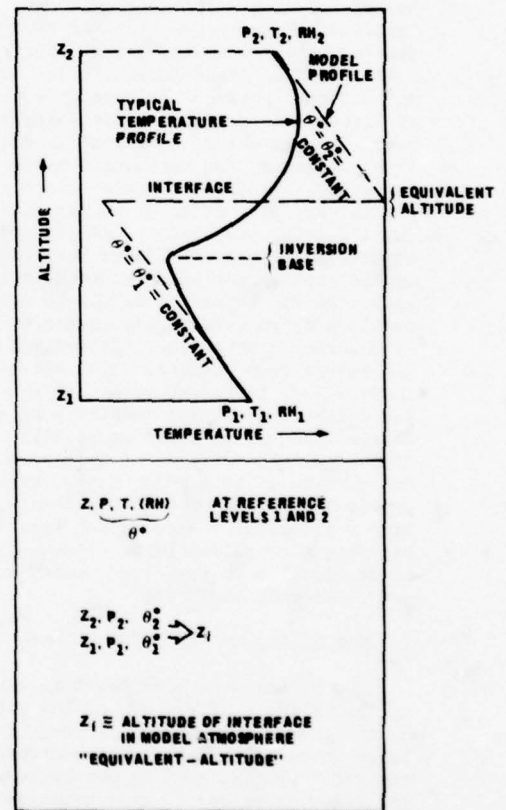 P2, T2, RH2
Z2
MODEL
PROFILE
TYPICAL
TEMPERATURE
PROFILE
θ* = θ2* =
CONSTANT
INTERFACE
EQUIVALENT
ALTITUDE
ALTITUDE
INVERSION
BASE
θ* = θ1* = CONSTANT
Z1
P1, T1, RH1
TEMPERATURE
Z, P, T, (RH)
θ*
AT REFERENCE
LEVELS 1 AND 2
Z2, P2, θ2*
Z1, P1, θ1*
Zi
Zi ≡ ALTITUDE OF INTERFACE
IN MODEL ATMOSPHERE
"EQUIVALENT-ALTITUDE"